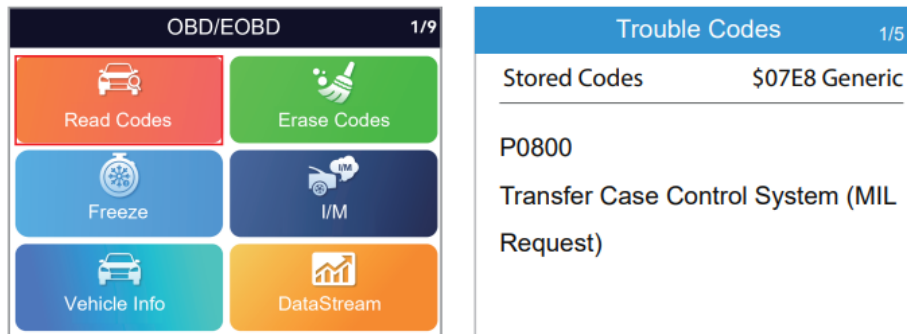 OBD/EOBD 1/9
Read Codes
Erase Codes
Freeze
I/M
I/M
Vehicle Info
DataStream
Trouble Codes 1/5
Stored Codes $07E8 Generic
P0800
Transfer Case Control System (MIL
Request)